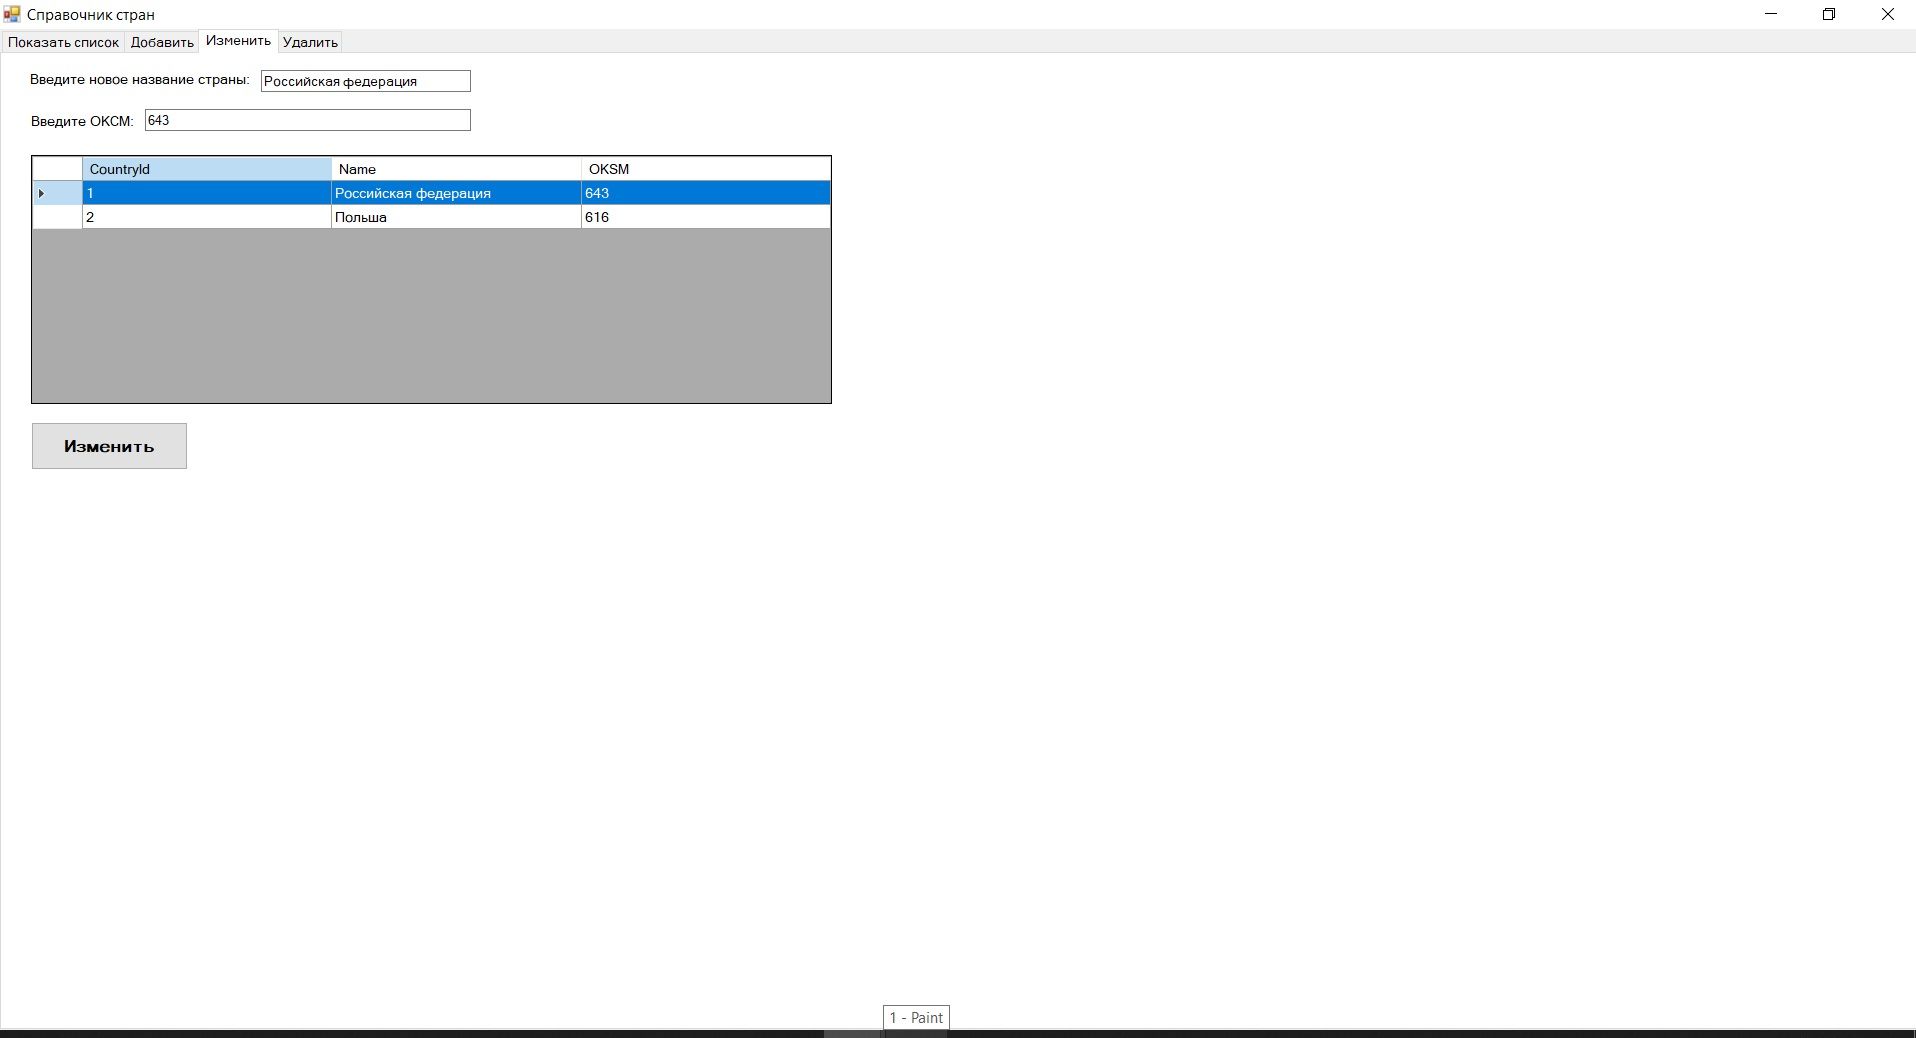 Справочник стран
Показать список Добавить Изменить Удалить
Введите новое название страны: Российская федерация
Введите ОКСМ: 643
CountryId Name OKSM
1 Российская федерация 643
2 Польша 616
Изменить
1 - Paint